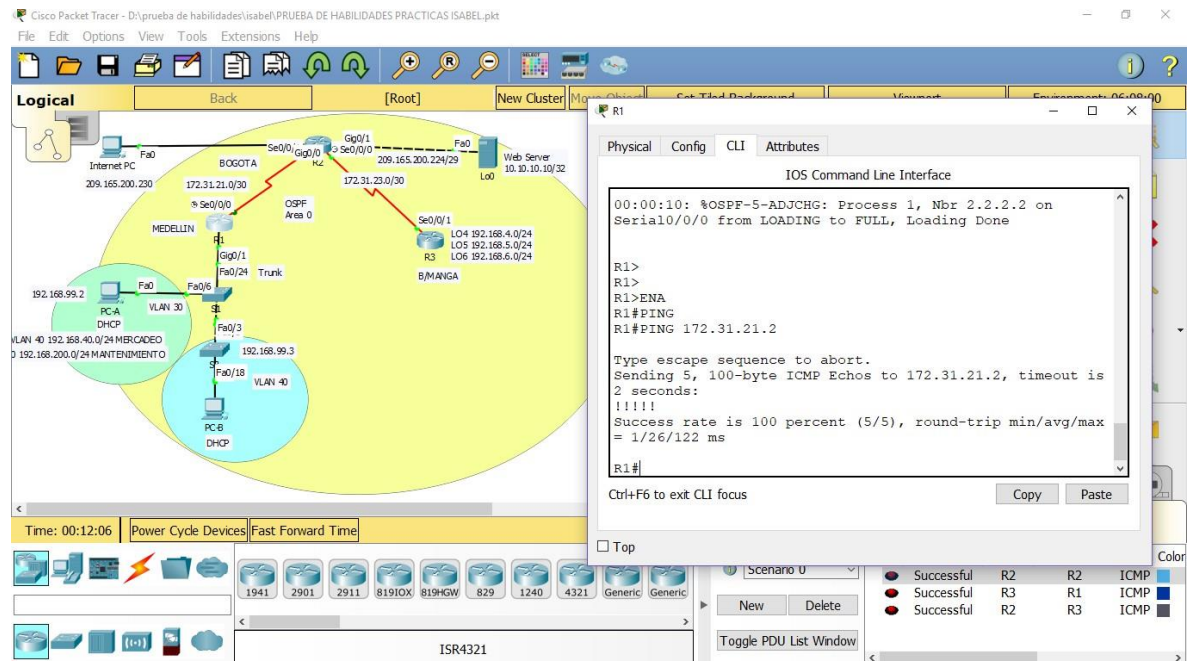 Cisco Packet Tracer - D:\prueba de habilidades\isabel\PRUEBA DE HABILIDADES PRACTICAS ISABEL.pkt
File Edit Options View Tools Extensions Help
Logical
Back
[Root]
New Cluster
Internet PC
Fa0
209.165.200.230
BOGOTA
Se0/0/
Gig0/0
R2
Gig0/1
Se0/0/0
209.165.200.224/29
Fa0
Lo0
Web Server
10.10.10.10/32
172.31.21.0/30
172.31.23.0/30
Se0/0/0
OSPF
Area 0
MEDELLIN
R1
Gig0/1
Se0/0/1
R3
LO4 192.168.4.0/24
LO5 192.168.5.0/24
LO6 192.168.6.0/24
B/MANGA
Fa0/24 Trunk
192.168.99.2
Fa0
Fa0/6
VLAN 30
PC-A
DHCP
S1
Fa0/3
LAN 40 192.168.40.0/24 MERCADEO
192.168.200.0/24 MANTENIMIENTO
192.168.99.3
Fa0/18
VLAN 40
PC-B
DHCP
R1
Physical Config CLI Attributes
IOS Command Line Interface
00:00:10: %OSPF-5-ADJCHG: Process 1, Nbr 2.2.2.2 on
Serial0/0/0 from LOADING to FULL, Loading Done
R1>
R1>
R1>ENA
R1#PING
R1#PING 172.31.21.2
Type escape sequence to abort.
Sending 5, 100-byte ICMP Echos to 172.31.21.2, timeout is
2 seconds:
!!!!!
Success rate is 100 percent (5/5), round-trip min/avg/max
= 1/26/122 ms
R1#
Ctrl+F6 to exit CLI focus
Copy
Paste
Top
Time: 00:12:06
Power Cycle Devices
Fast Forward Time
1941 2901 2911 819IOX 819HGW 829 1240 4321 Generic Generic
ISR4321
Scenario 0
New
Delete
Toggle PDU List Window
Color
Successful R2 R2 ICMP
Successful R3 R1 ICMP
Successful R2 R3 ICMP